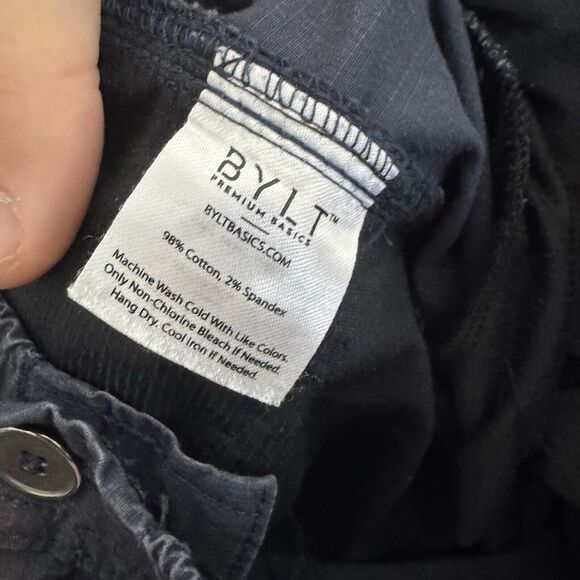 BYLT™
PREMIUM BASICS
BYLTBASICS.COM
98% Cotton, 2% Spandex
Machine Wash Cold With Like Colors.
Only Non-Chlorine Bleach if Needed.
Hang Dry. Cool Iron if Needed.